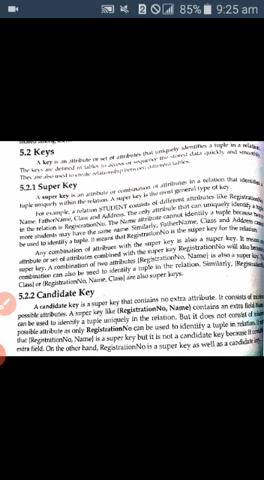 85% 9:25 am
5.2 Keys
A key is an attribute or set of attributes that uniquely identifies a tuple in a relation.
The keys are defined in tables to access or sequence the stored data quickly and smoothly.
They are also used to create relationship between different tables.
5.2.1 Super Key
A super key is an attribute or combination of attributes in a relation that identifies a
tuple uniquely within the relation. A super key is the most general type of key.
For example, a relation STUDENT consists of different attributes like RegistrationNo,
Name, FatherName, Class and Address. The only attribute that can uniquely identify a tuple
in the relation is RegistrationNo. The Name attribute cannot identify a tuple because two
more students may have the same name. Similarly, FatherName, Class and Address cannot
be used to identify a tuple. It means that RegistrationNo is the super key for the relation.
Any combination of attribues with the super key is also a super key. It means
attribute or set of attributes combined with the super key RegistrationNo will also become
super key. A combination of two attributes {RegistrationNo, Name} is also a super key. This
combination can also be used to identify a tuple in the relation. Similarly, {RegistrationNo,
Class} or {RegistrationNo, Name, Class} are also super keys.
5.2.2 Candidate Key
A candidate key is a super key that contains no extra attribute. It consists of minimum
possible attributes. A super key like {RegistrationNo, Name} contains an extra field Name.
can be used to identify a tuple uniquely in the relation. But it does not consist of minimum
possible attribute as only RegistrationNo can be used to identify a tuple in relation. It
that {RegistrationNo, Name} is a super key but it is not a candidate key because it
extra field. On the other hand, RegistrationNo is a super key as well as a candidate key.